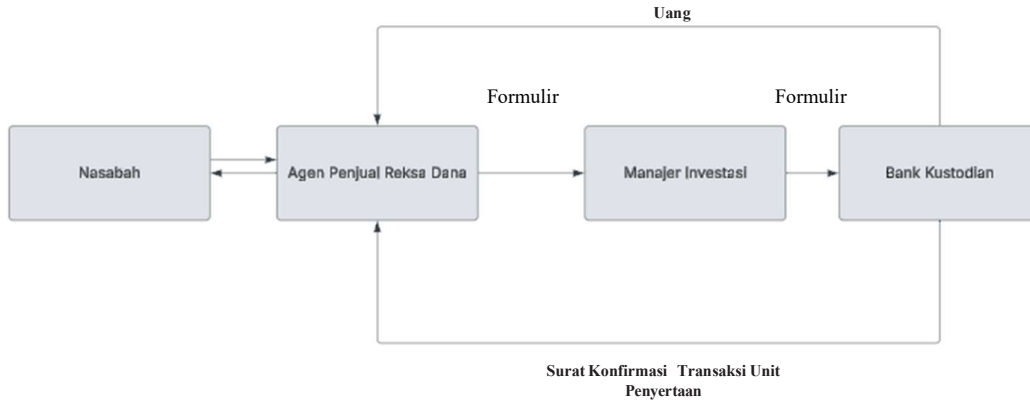 Uang
Formulir
Formulir
Nasabah
Agen Penjual Reksa Dana
Manajer Investasi
Bank Kustodian
Surat Konfirmasi Transaksi Unit
Penyertaan